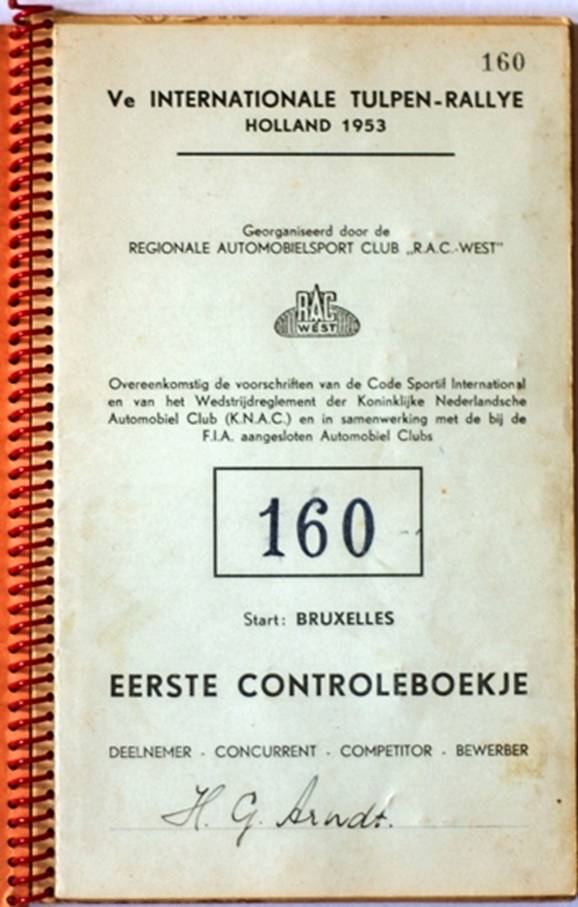 160
Ve INTERNATIONALE TULPEN-RALLYE
HOLLAND 1953
Georganiseerd door de
REGIONALE AUTOMOBIELSPORT CLUB „R.A.C.-WEST"
RAC
WEST
Overeenkomstig de voorschriften van de Code Sportif International
en van het Wedstrijdreglement der Koninklijke Nederlandsche
Automobiel Club (K.N.A.C.) en in samenwerking met de bij de
F.I.A. aangesloten Automobiel Clubs
160
Start: BRUXELLES
EERSTE CONTROLEBOEKJE
DEELNEMER - CONCURRENT - COMPETITOR - BEWERBER
H. G. Arndt.